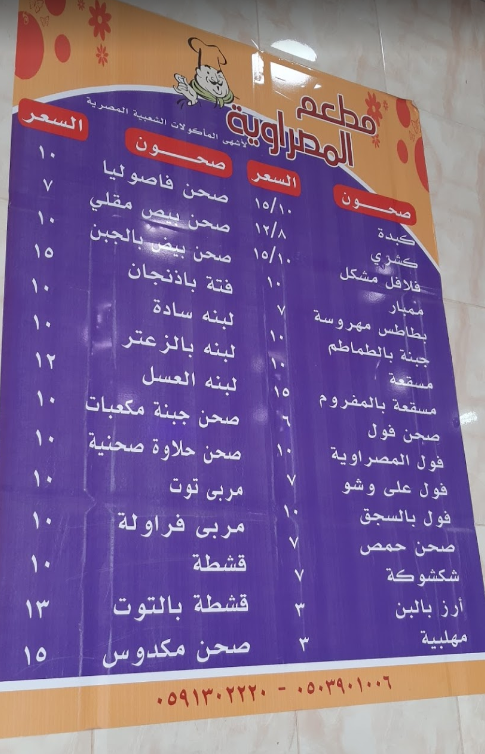 مطعم
المصراوية
لأشهى المأكولات الشعبية المصرية
صحون السعر
كبدة ١٥/١٠
كشري ١٢/٨
فلافل مشكل ١٥/١٠
ممبار ١٠
بطاطس مهروسة ٧
جبنة بالطماطم ١٠
مسقعة ١٠
مسقعة بالمفروم ١٥
صحن فول ٦
فول المصراوية ١٠
فول على وشو ٧
فول بالسجق ١٠
صحن حمص ٧
شكشوكة ٧
أرز بالبن ٣
مهلبية ٣
صحون السعر
صحن فاصوليا ١٠
صحن بيض مقلي ٧
صحن بيض بالجبن ١٠
فتة باذنجان ١٥
لبنه سادة ١٠
لبنه بالزعتر ١٠
لبنه العسل ١٢
صحن جبنة مكعبات ١٠
صحن حلاوة صحنية ١٠
مربى توت ١٠
مربى فراولة ١٠
قشطة ١٠
قشطة بالتوت ١٣
صحن مكدوس ١٥
٠٥٩١٣٠٢٢٢٠ - ٠٥٠٣٩٠١٠٠٦